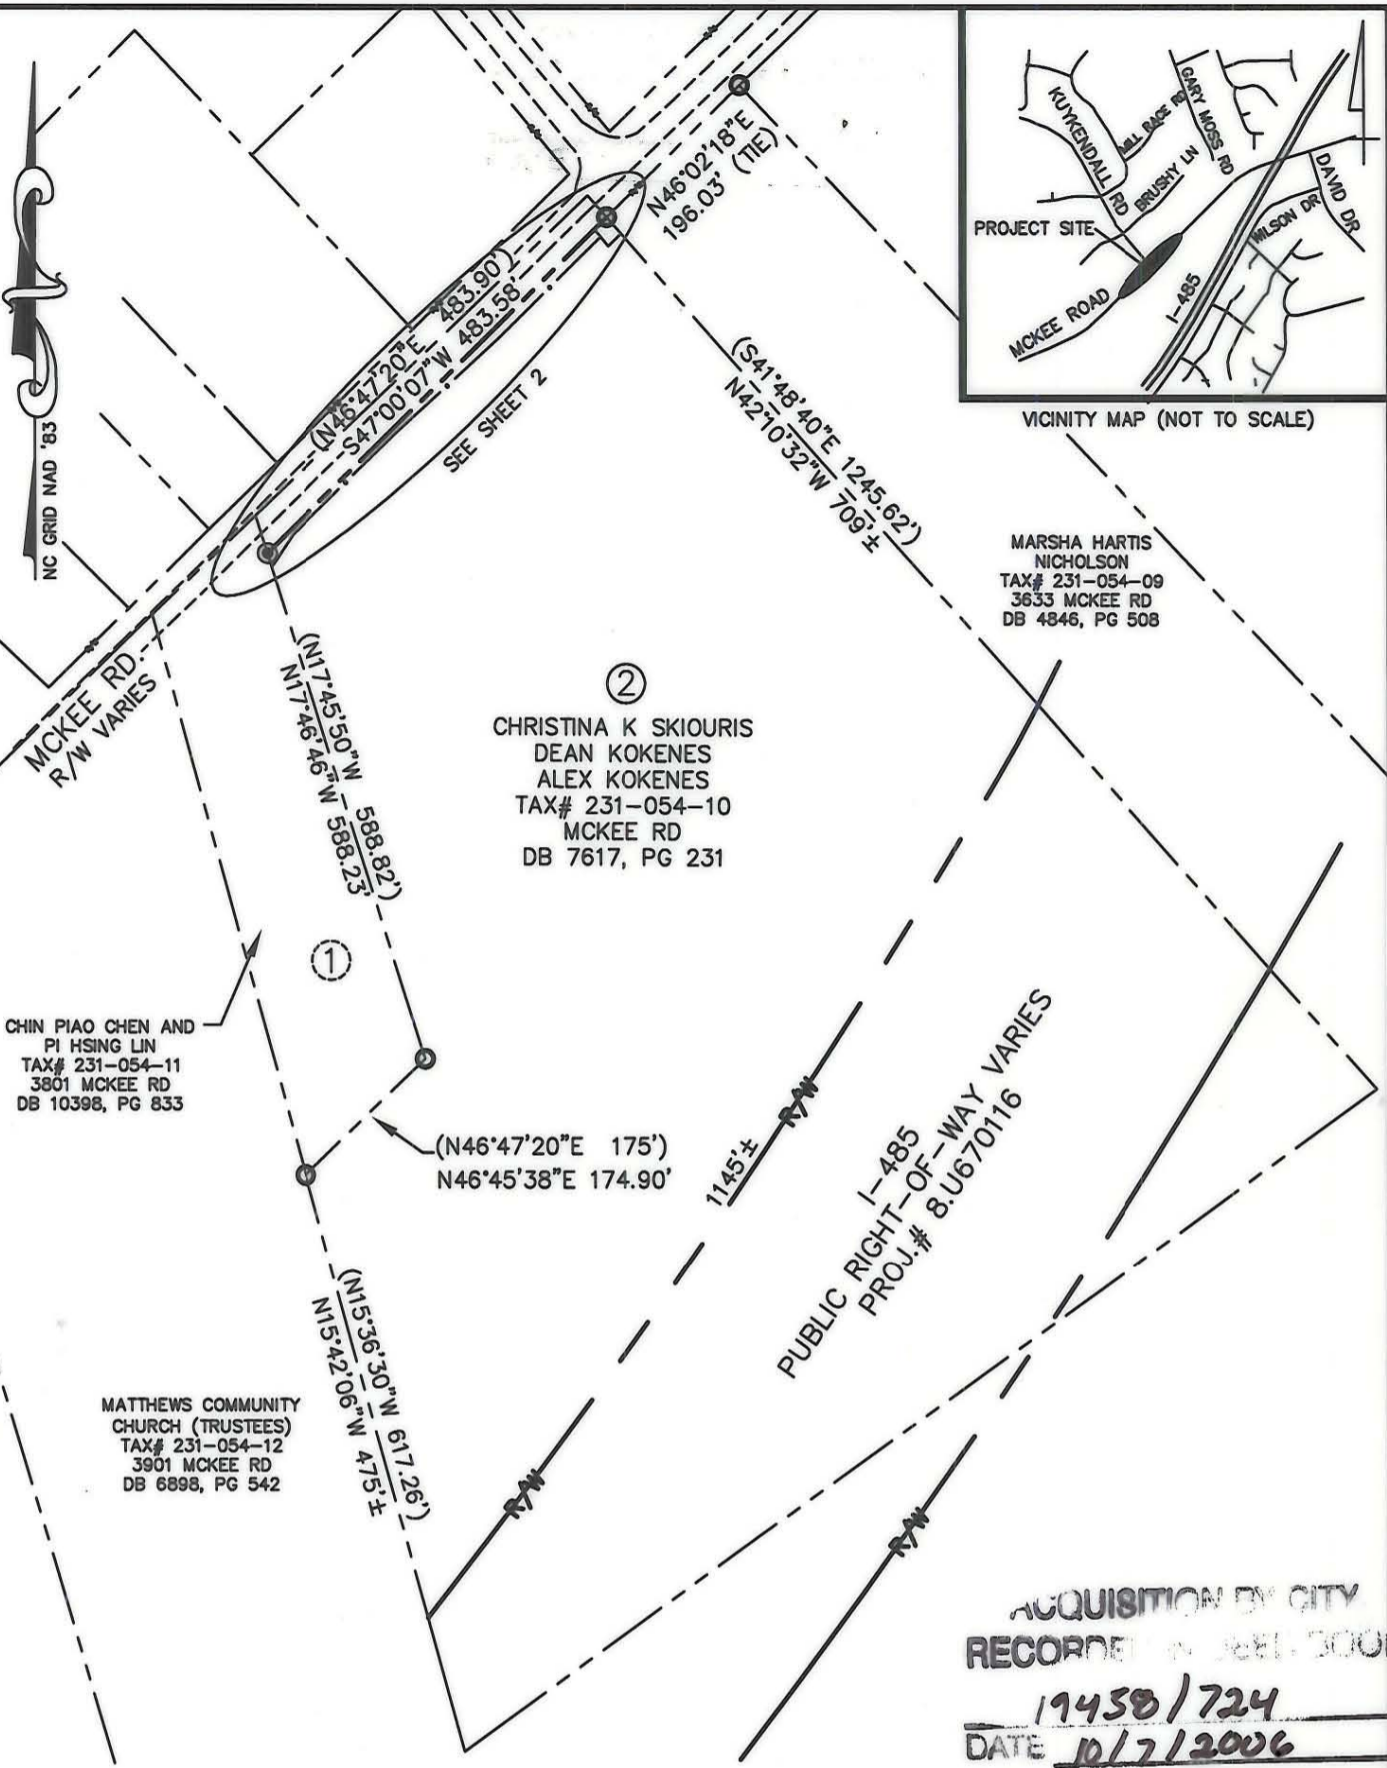 KUYKENDALL RD
MILL RACE RD
GARY MOSS RD
BRUSHY LN
DAVID DR
WILSON DR
PROJECT SITE
MCKEE ROAD
I-485
VICINITY MAP (NOT TO SCALE)
NC GRID NAD '83
N46°02'18"E
196.03' (TIE)
(N46°47'20"E 483.90')
S47°00'07"W 483.58'
SEE SHEET 2
(S41°48'40"E 1245.62')
N42°10'32"W 709'±
MARSHA HARTIS
NICHOLSON
TAX# 231-054-09
3633 MCKEE RD
DB 4846, PG 508
MCKEE RD.
R/W VARIES
(N17°45'50"W 588.82')
N17°46'46"W 588.23'
2
CHRISTINA K SKIOURIS
DEAN KOKENES
ALEX KOKENES
TAX# 231-054-10
MCKEE RD
DB 7617, PG 231
1
CHIN PIAO CHEN AND
PI HSING LIN
TAX# 231-054-11
3801 MCKEE RD
DB 10398, PG 833
(N46°47'20"E 175')
N46°45'38"E 174.90'
1145'±
R/W
I-485
PUBLIC RIGHT-OF-WAY VARIES
PROJ.# 8.U670116
(N15°36'30"W 617.26')
N15°42'06"W 475'±
MATTHEWS COMMUNITY
CHURCH (TRUSTEES)
TAX# 231-054-12
3901 MCKEE RD
DB 6898, PG 542
R/W
R/W
ACQUISITION BY CITY
RECORDED
19458/724
DATE 10/7/2006